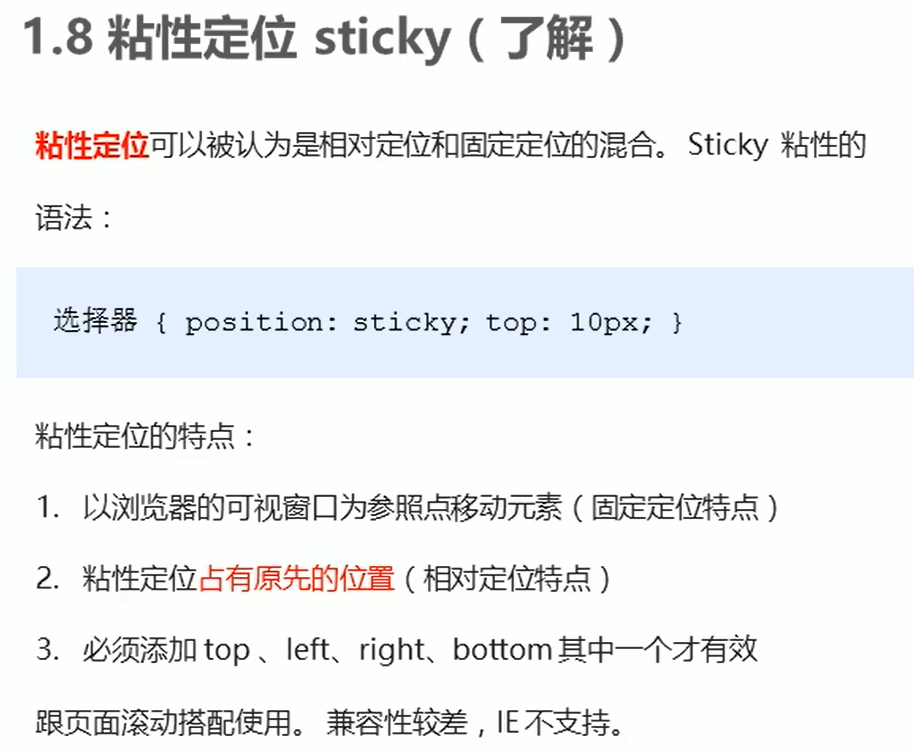 1.8 粘性定位 sticky（了解）
粘性定位可以被认为是相对定位和固定定位的混合。 Sticky 粘性的
语法：
选择器 { position: sticky; top: 10px; }
粘性定位的特点：
1. 以浏览器的可视窗口为参照点移动元素（固定定位特点）
2. 粘性定位占有原先的位置（相对定位特点）
3. 必须添加 top 、left、right、bottom 其中一个才有效
跟页面滚动搭配使用。 兼容性较差，IE 不支持。